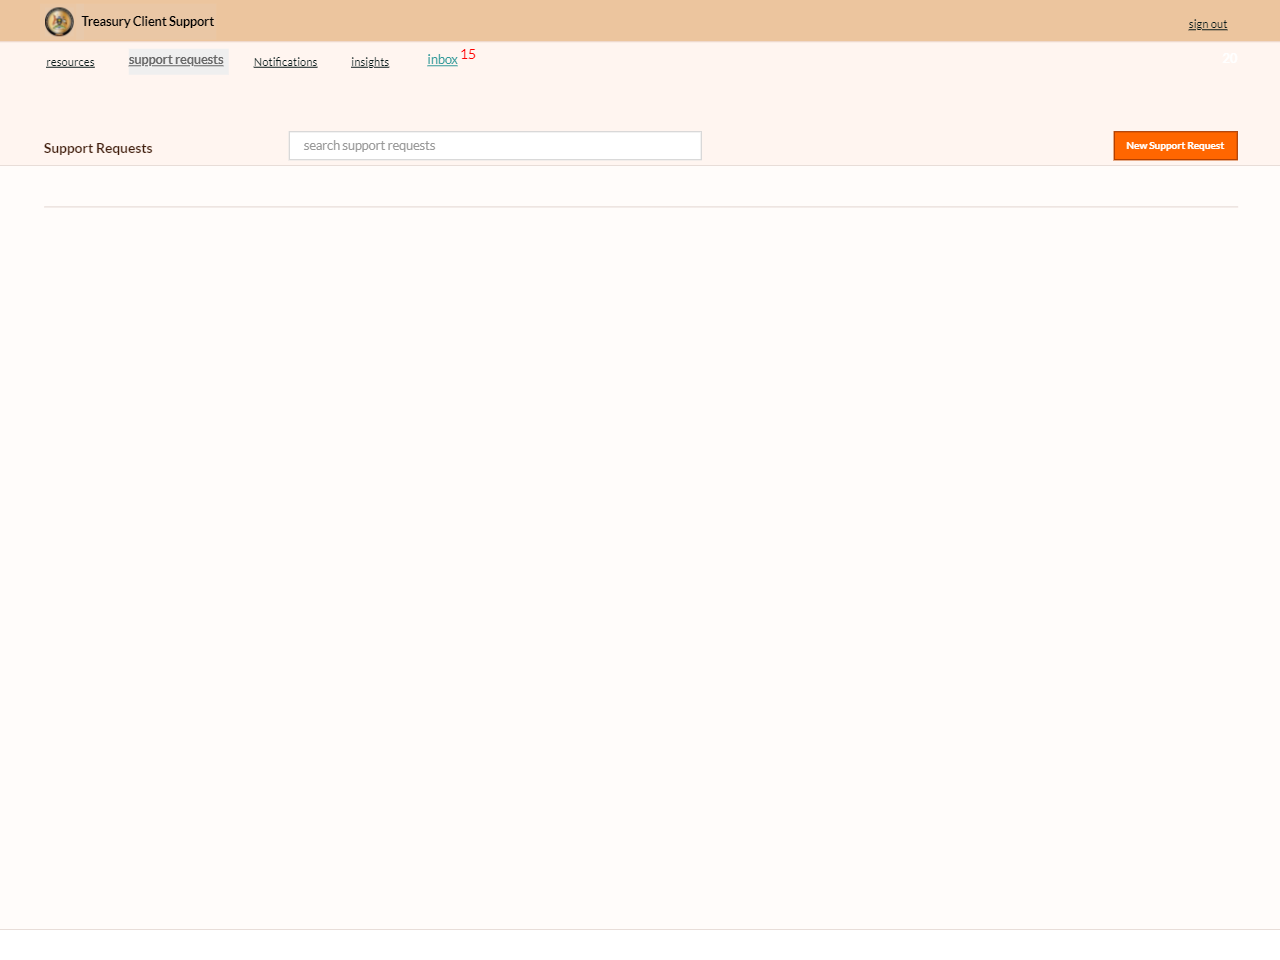 Treasury Client Support
sign out
resources
support requests
Notifications
insights
inbox 15
20
Support Requests
search support requests
New Support Request